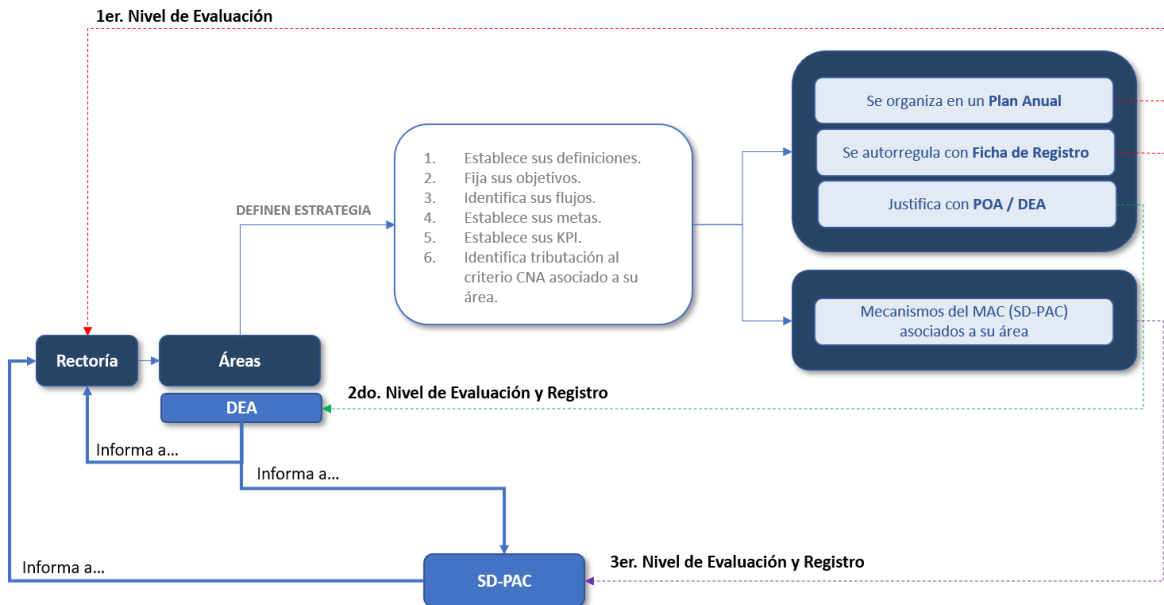 1er. Nivel de Evaluación
Se organiza en un Plan Anual
Se autorregula con Ficha de Registro
Justifica con POA / DEA
1. Establece sus definiciones.
2. Fija sus objetivos.
3. Identifica sus flujos.
4. Establece sus metas.
5. Establece sus KPI.
6. Identifica tributación al
criterio CNA asociado a su
área.
DEFINEN ESTRATEGIA
Mecanismos del MAC (SD-PAC)
asociados a su área
Rectoría
Áreas
DEA
2do. Nivel de Evaluación y Registro
Informa a...
Informa a...
Informa a...
SD-PAC
3er. Nivel de Evaluación y Registro